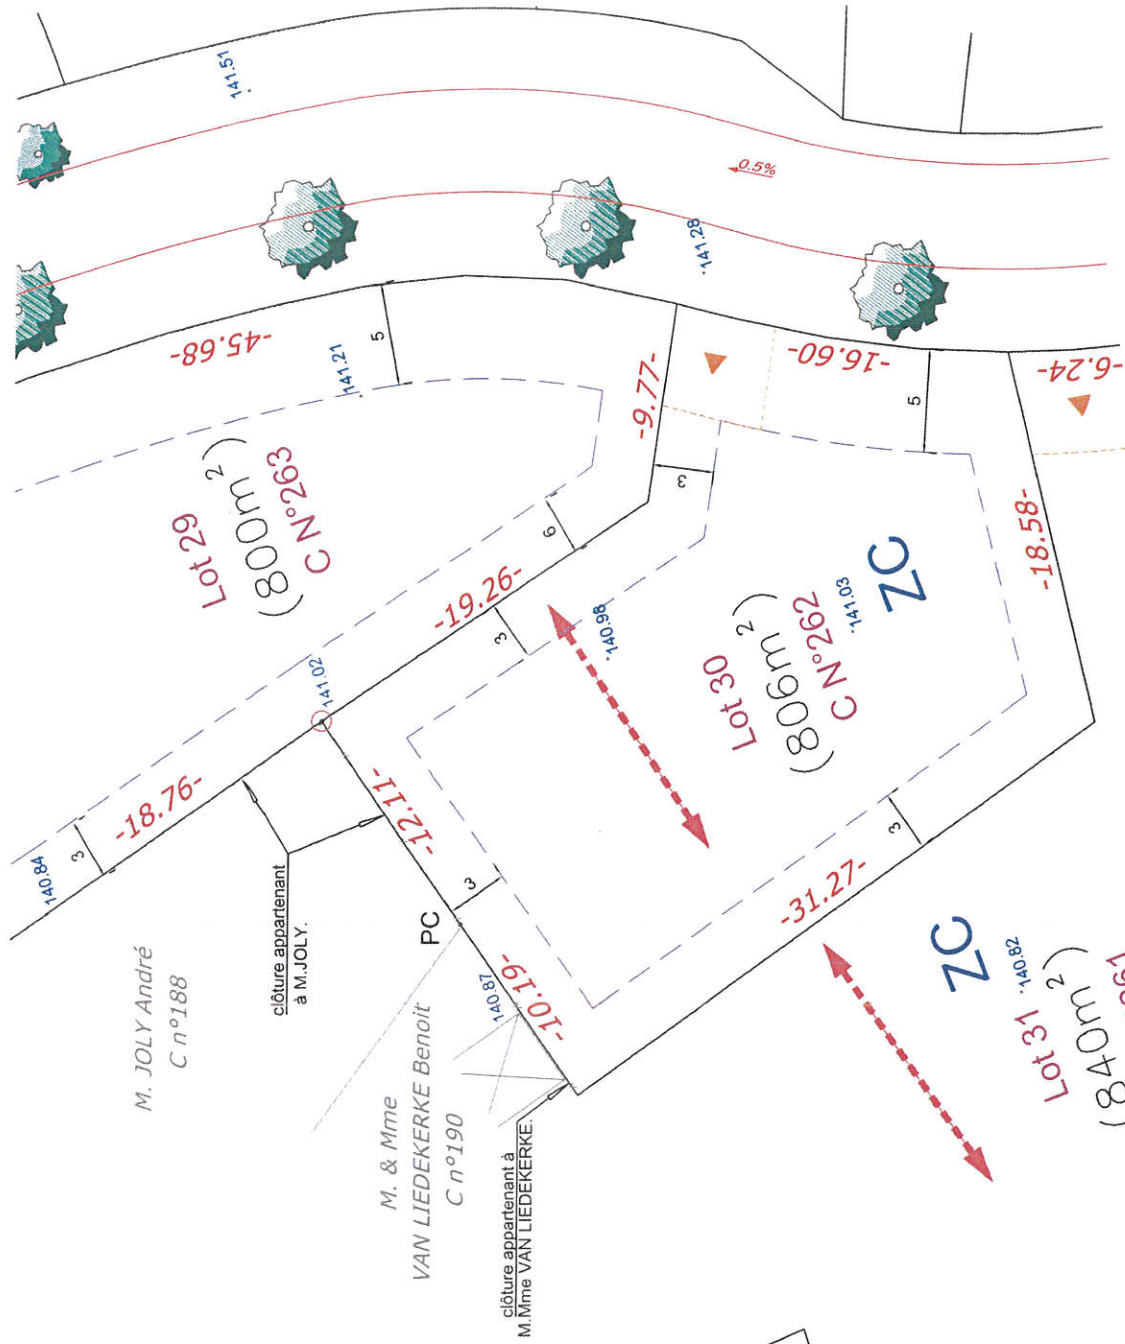 141.51
0.5%
141.28
-45.68-
5
141.21
-9.77-
-16.60-
5
-6.24-
Lot 29
(800m²)
C N°263
6
3
-19.26-
3
-18.58-
141.02
140.98
Lot 30
(806m²)
C N°262
141.03
ZC
-18.76-
3
140.84
-12.11-
3
PC
3
-31.27-
clôture appartenant
à M.JOLY.
M. JOLY André
C n°188
140.87
-10.19-
M. & Mme
VAN LIEDEKERKE Benoit
C n°190
clôture appartenant à
M.Mme VAN LIEDEKERKE.
ZC
Lot 31
140.82
(840m²)
261